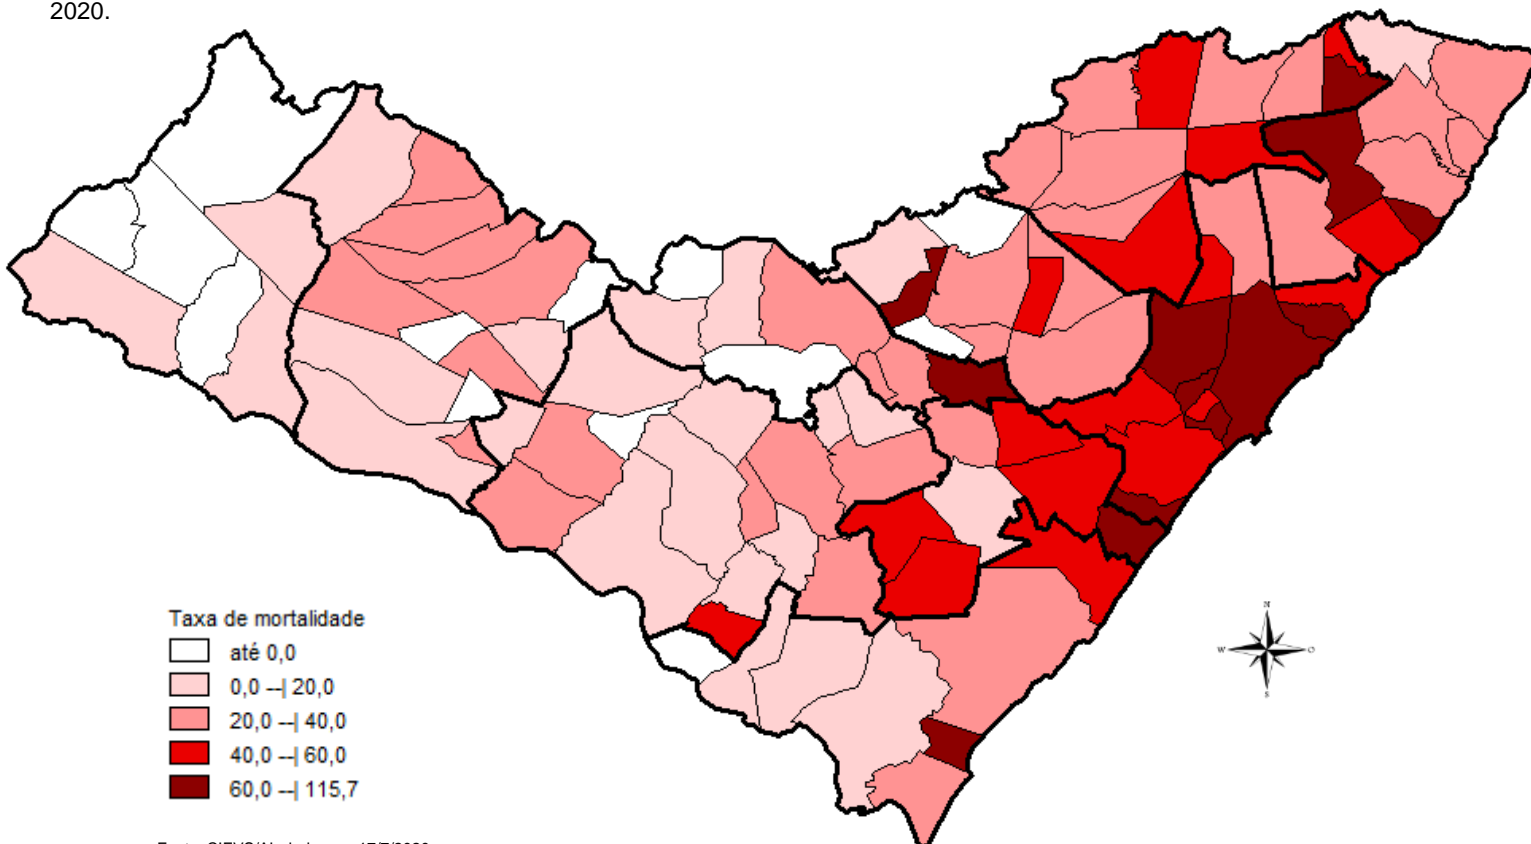 2020.
Taxa de mortalidade
até 0,0
0,0 --| 20,0
20,0 --| 40,0
40,0 --| 60,0
60,0 --| 115,7
N
W
O
S